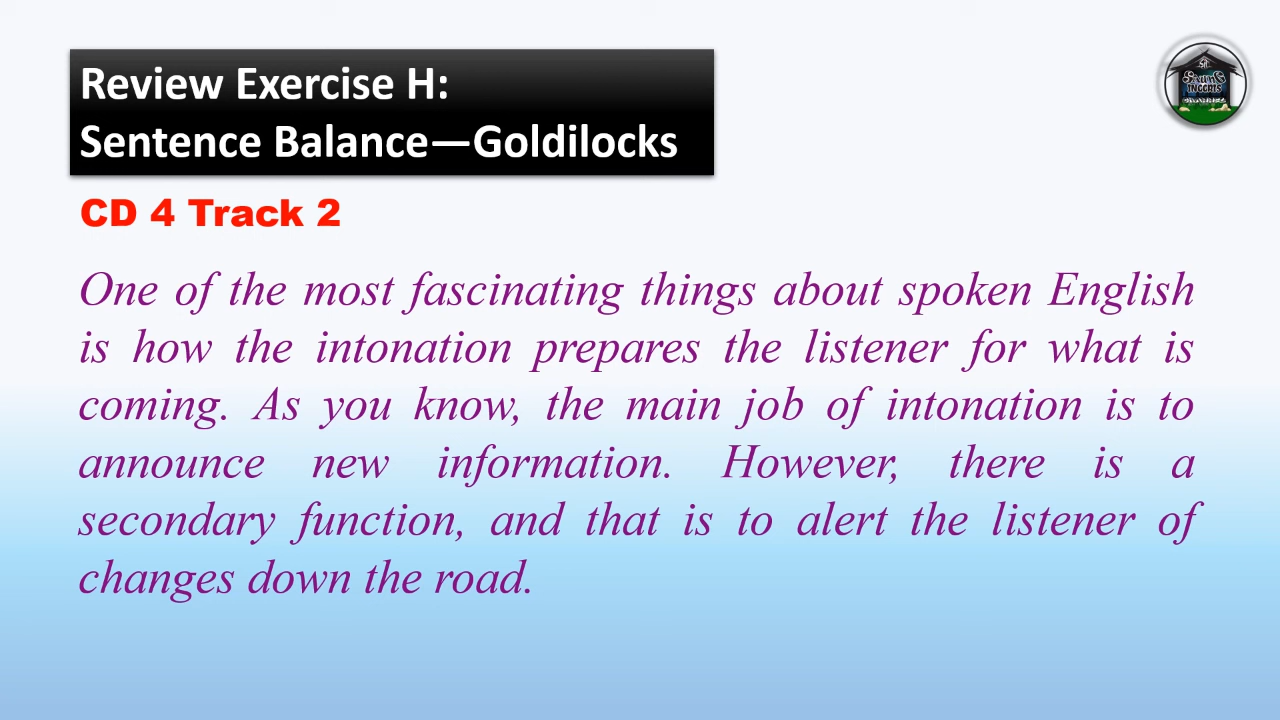 Review Exercise H:
Sentence Balance—Goldilocks
CD 4 Track 2
One of the most fascinating things about spoken English
is how the intonation prepares the listener for what is
coming. As you know, the main job of intonation is to
announce new information. However, there is a
secondary function, and that is to alert the listener of
changes down the road.